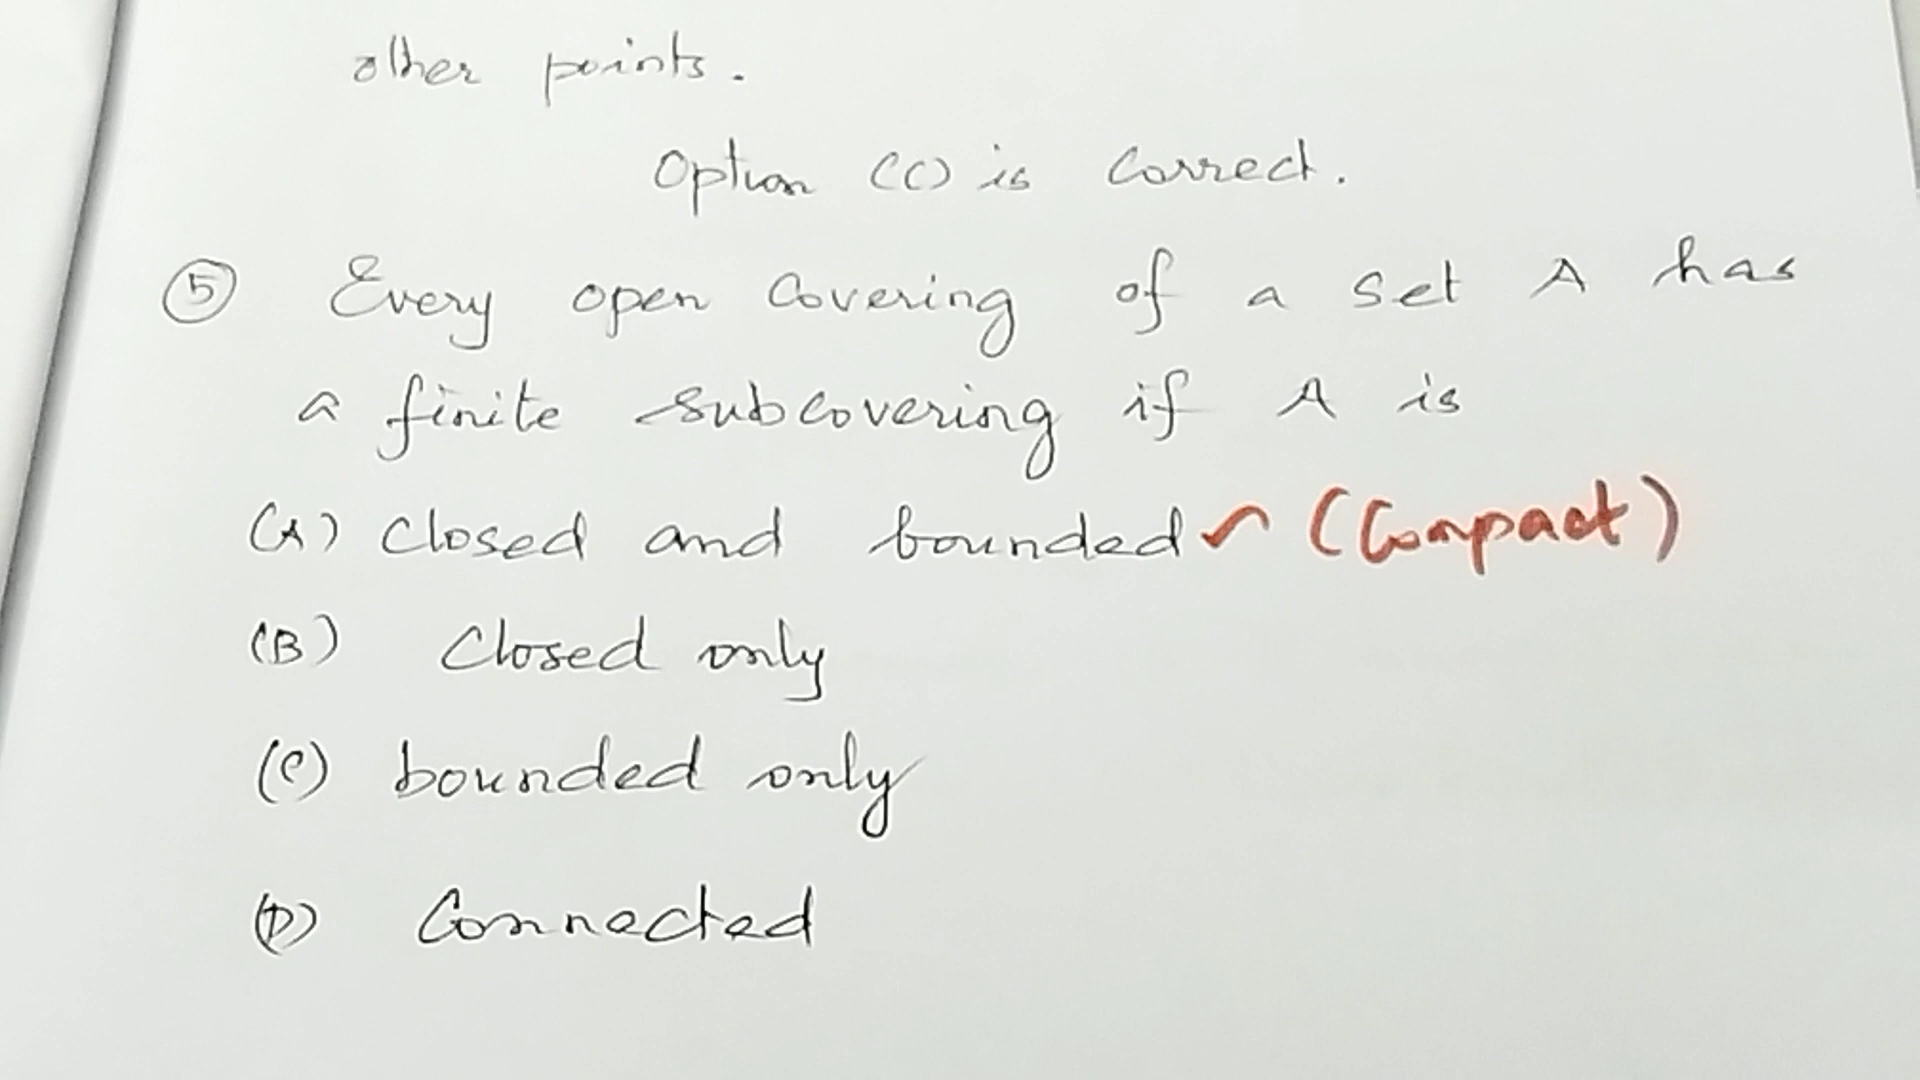 other points.
Option (C) is correct.
⑤ Every open covering of a set A has
a finite subcovering if A is
(A) closed and bounded ✓ (Compact)
(B) closed only
(C) bounded only
(D) Connected